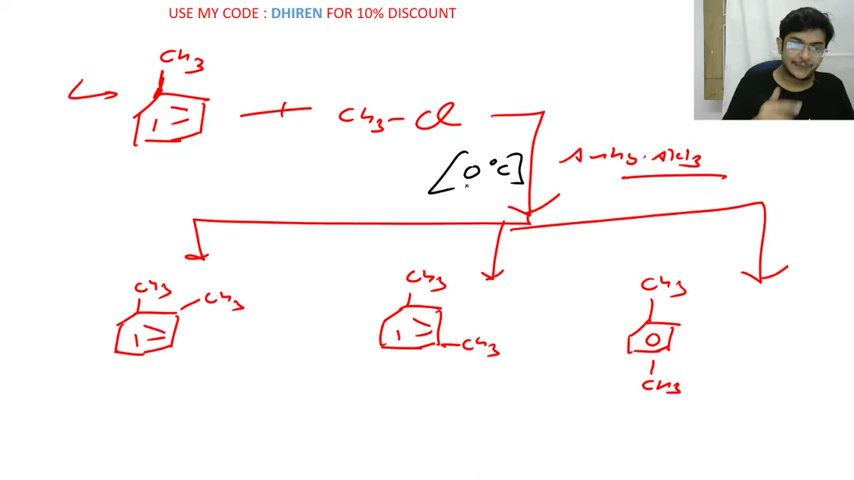 USE MY CODE : DHIREN FOR 10% DISCOUNT
CH3
+ CH3-Cl
[0°C]
Anhy. AlCl3
CH3
CH3
CH3
CH3
CH3
CH3